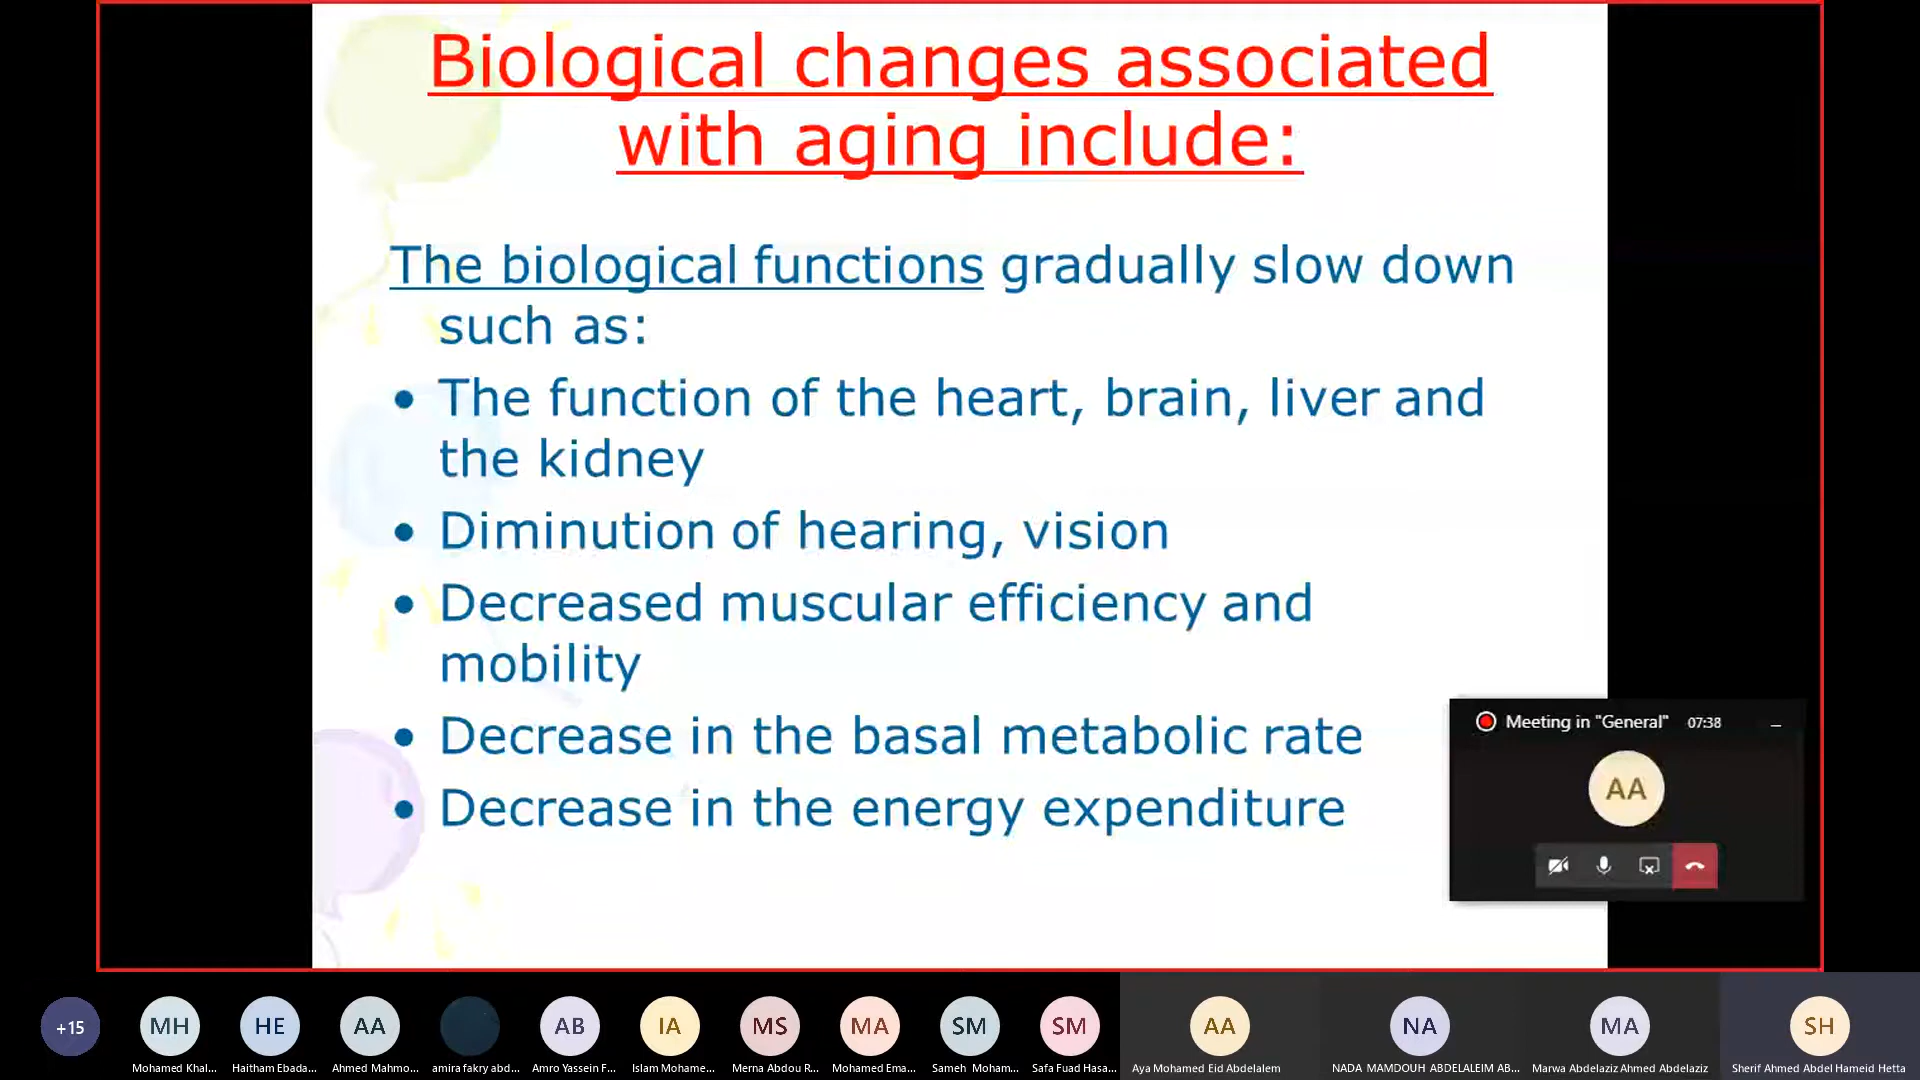 Biological changes associated
with aging include:
The biological functions gradually slow down
such as:
• The function of the heart, brain, liver and
the kidney
• Diminution of hearing, vision
• Decreased muscular efficiency and
mobility
• Decrease in the basal metabolic rate
• Decrease in the energy expenditure
Meeting in "General" 07:38
AA
+15 MH HE AA AB IA MS MA SM SM AA NA MA SH
Mohamed Khal... Haitham Ebada... Ahmed Mahmo... amira fakry abd... Amro Yassein F... Islam Mohame... Merna Abdou R... Mohamed Ema... Sameh Moham... Safa Fuad Hasa... Aya Mohamed Eid Abdelalem NADA MAMDOUH ABDELALEIM AB... Marwa Abdelaziz Ahmed Abdelaziz Sherif Ahmed Abdel Hameid Hetta